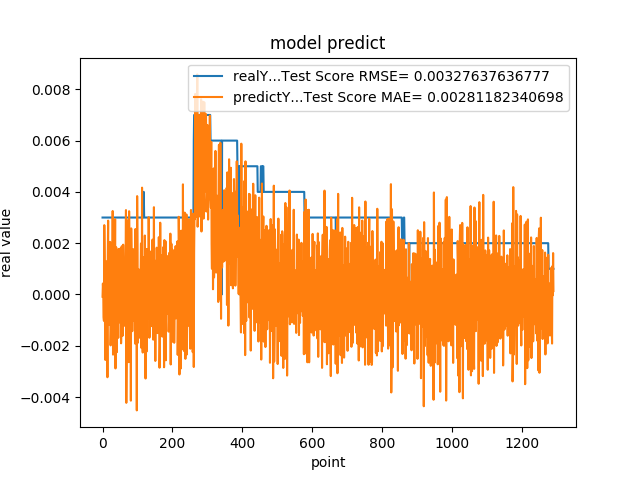 model predict
realY...Test Score RMSE= 0.00327637636777
predictY...Test Score MAE= 0.00281182340698
0.008
0.006
0.004
0.002
0.000
−0.002
−0.004
real value
0 200 400 600 800 1000 1200
point